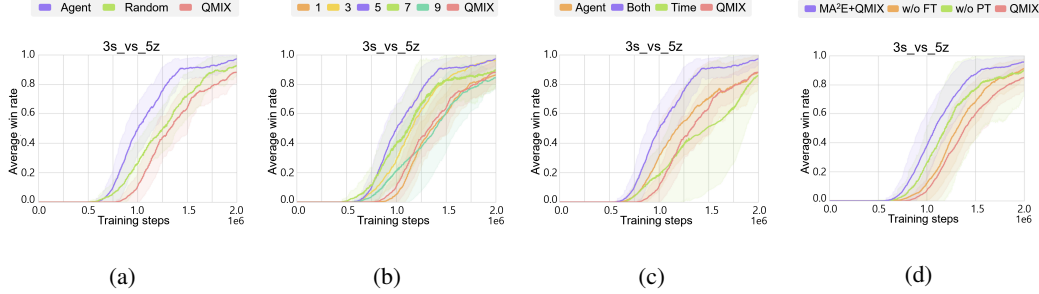 Agent Random QMIX
3s_vs_5z
Average win rate
1.0
0.8
0.6
0.4
0.2
0.0
0.0 0.5 1.0 1.5 2.0
Training steps 1e6
(a)
1 3 5 7 9 QMIX
3s_vs_5z
Average win rate
1.0
0.8
0.6
0.4
0.2
0.0
0.0 0.5 1.0 1.5 2.0
Training steps 1e6
(b)
Agent Both Time QMIX
3s_vs_5z
Average win rate
1.0
0.8
0.6
0.4
0.2
0.0
0.0 0.5 1.0 1.5 2.0
Training steps 1e6
(c)
MA²E+QMIX w/o FT w/o PT QMIX
3s_vs_5z
Average win rate
1.0
0.8
0.6
0.4
0.2
0.0
0.0 0.5 1.0 1.5 2.0
Training steps 1e6
(d)